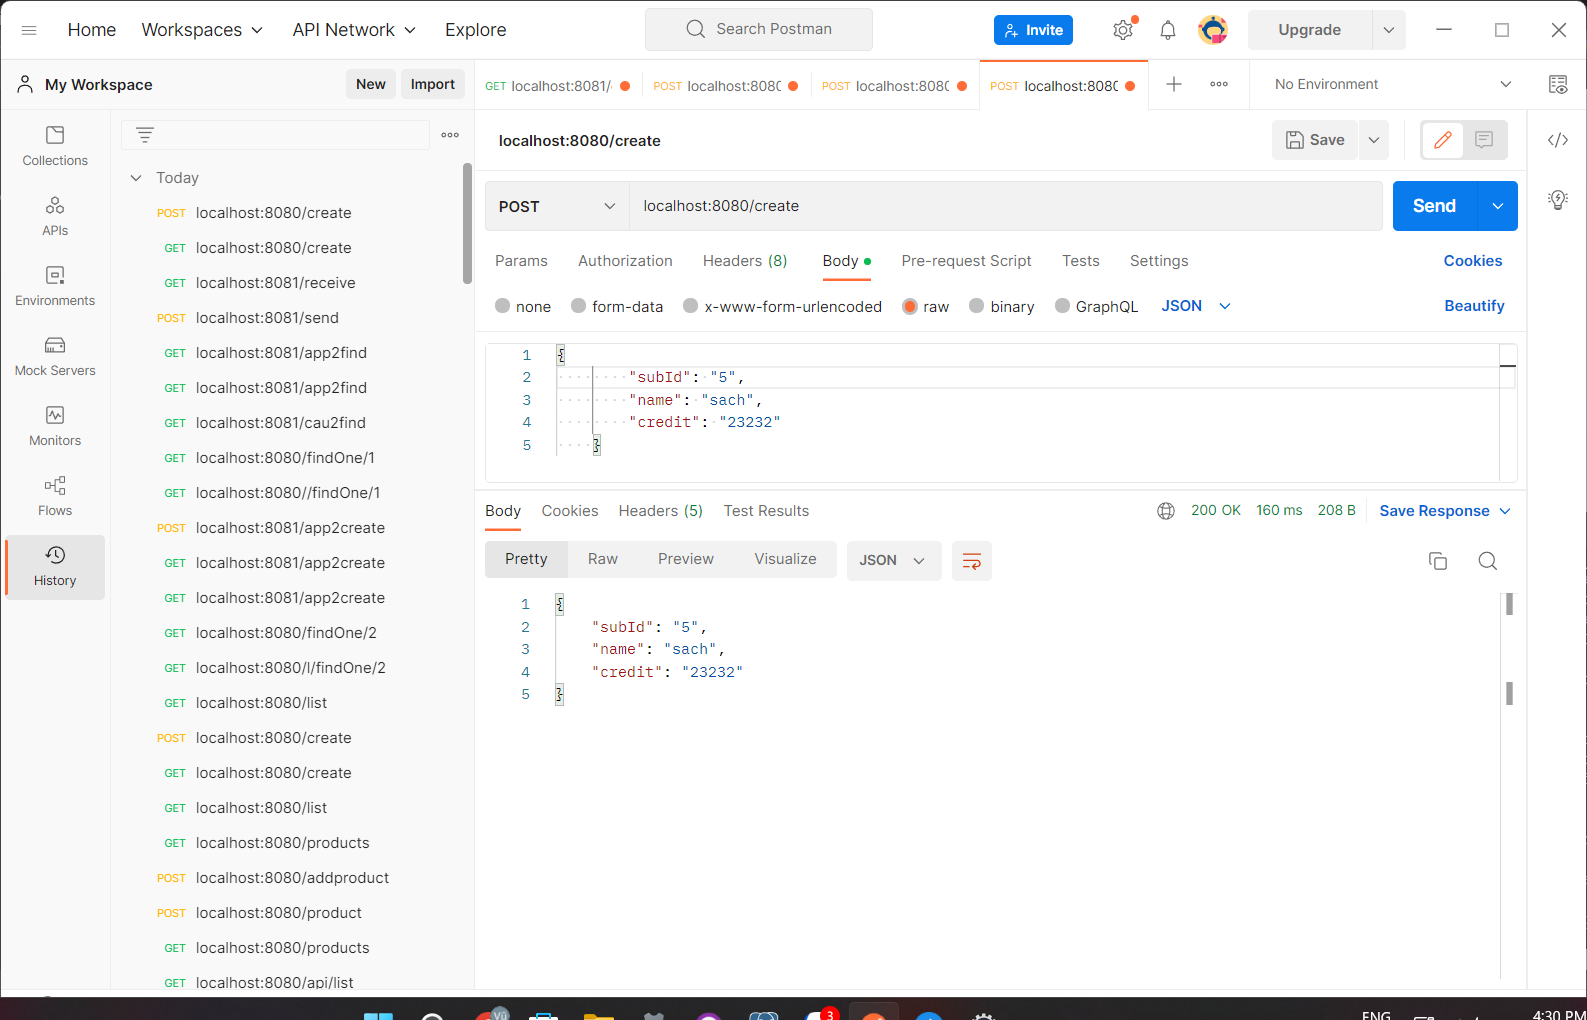 Home Workspaces API Network Explore Search Postman Invite Upgrade
My Workspace New Import GET localhost:8081/ POST localhost:8080 POST localhost:8080 POST localhost:8080 No Environment
Collections
APIs
Environments
Mock Servers
Monitors
Flows
History
Today
POST localhost:8080/create
GET localhost:8080/create
GET localhost:8081/receive
POST localhost:8081/send
GET localhost:8081/app2find
GET localhost:8081/app2find
GET localhost:8081/cau2find
GET localhost:8080/findOne/1
GET localhost:8080//findOne/1
POST localhost:8081/app2create
GET localhost:8081/app2create
GET localhost:8081/app2create
GET localhost:8080/findOne/2
GET localhost:8080/l/findOne/2
GET localhost:8080/list
POST localhost:8080/create
GET localhost:8080/create
GET localhost:8080/list
GET localhost:8080/products
POST localhost:8080/addproduct
POST localhost:8080/product
GET localhost:8080/products
GET localhost:8080/api/list
localhost:8080/create Save
POST localhost:8080/create Send
Params Authorization Headers (8) Body Pre-request Script Tests Settings Cookies
none form-data x-www-form-urlencoded raw binary GraphQL JSON Beautify
1 {
2 "subId": "5",
3 "name": "sach",
4 "credit": "23232"
5 }
Body Cookies Headers (5) Test Results 200 OK 160 ms 208 B Save Response
Pretty Raw Preview Visualize JSON
1 {
2 "subId": "5",
3 "name": "sach",
4 "credit": "23232"
5 }
Vũ 3 ENG 4:30 PM